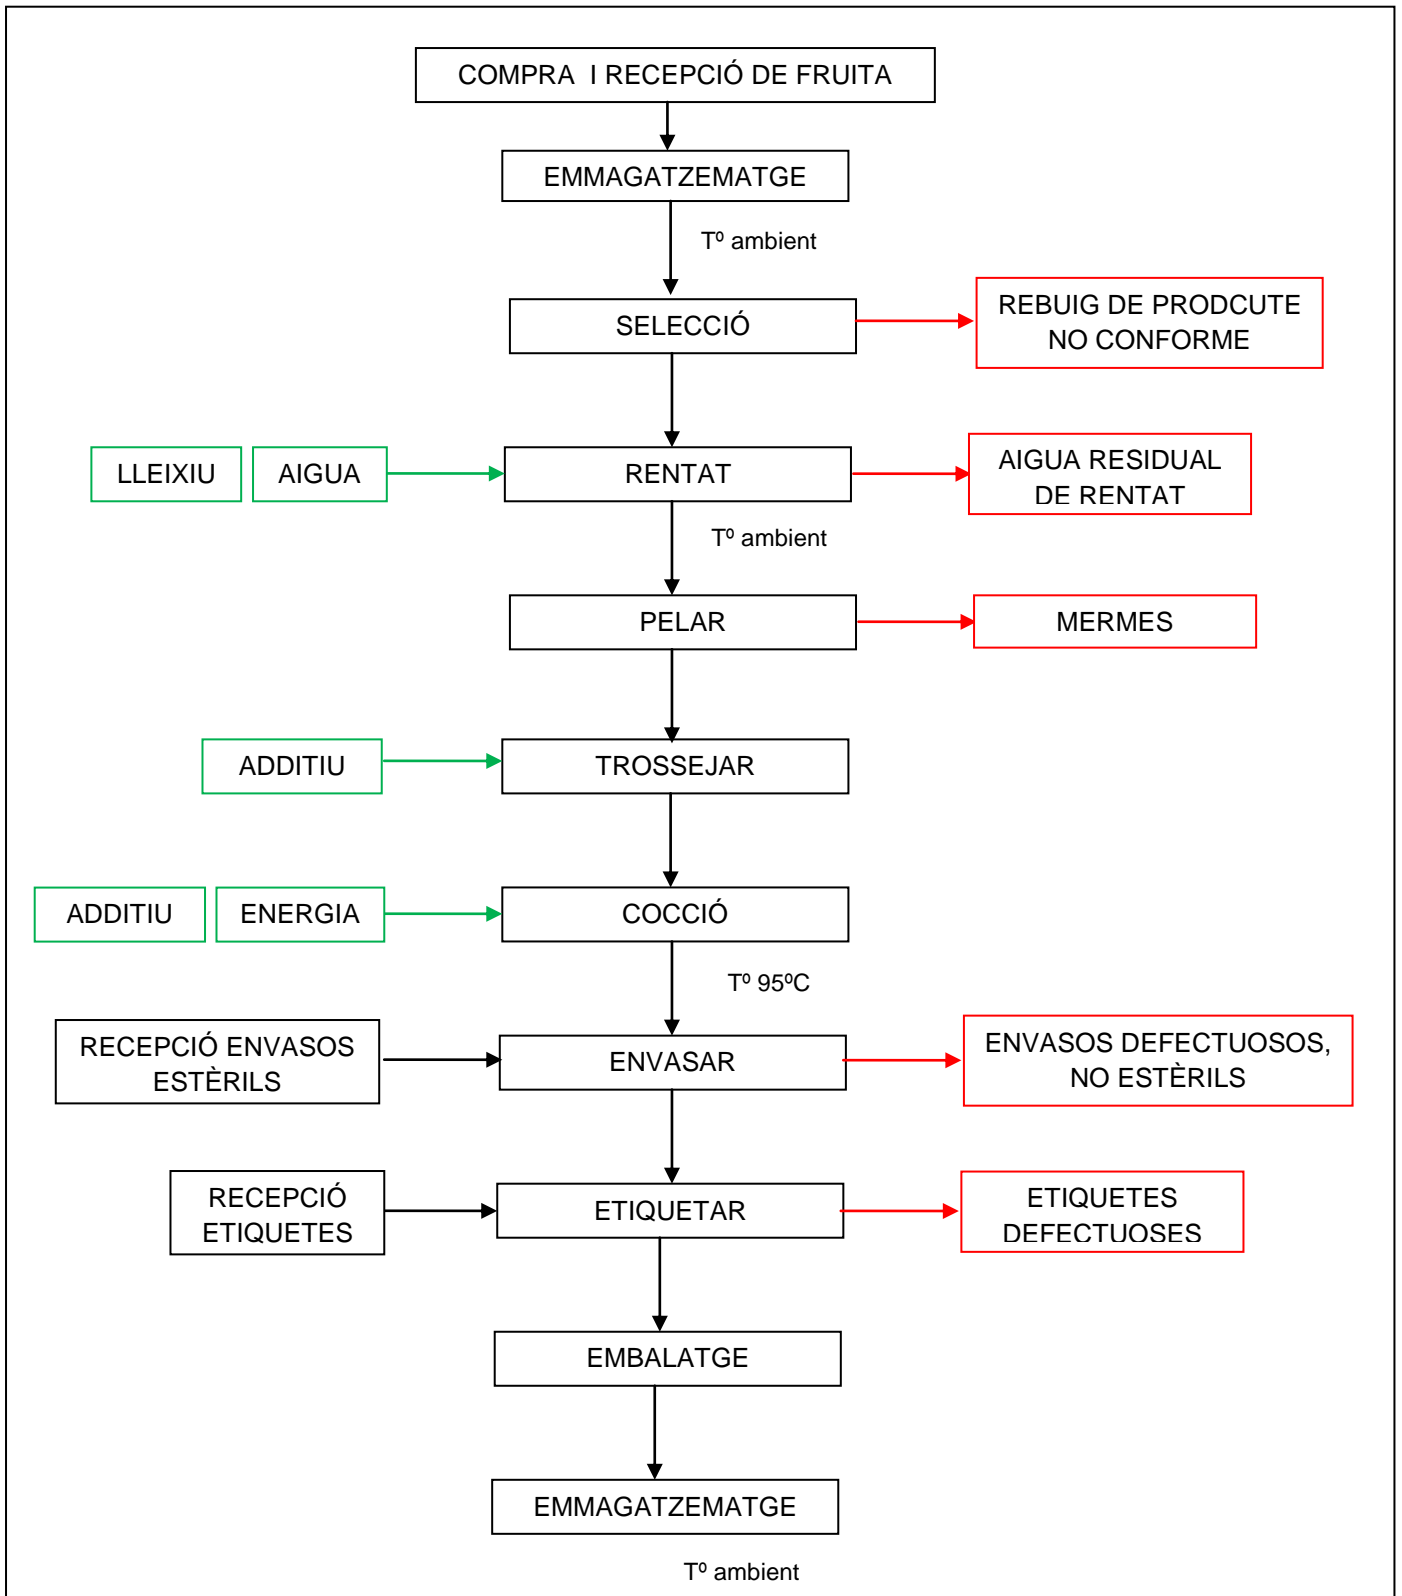 COMPRA  I RECEPCIÓ DE FRUITA
EMMAGATZEMATGE
Tº ambient
SELECCIÓ
REBUIG DE PRODCUTE
NO CONFORME
LLEIXIU
AIGUA
RENTAT
AIGUA RESIDUAL
DE RENTAT
Tº ambient
PELAR
MERMES
ADDITIU
TROSSEJAR
ADDITIU
ENERGIA
COCCIÓ
Tº 95ºC
RECEPCIÓ ENVASOS
ESTÈRILS
ENVASAR
ENVASOS DEFECTUOSOS,
NO ESTÈRILS
RECEPCIÓ
ETIQUETES
ETIQUETAR
ETIQUETES
DEFECTUOSES
EMBALATGE
EMMAGATZEMATGE
Tº ambient